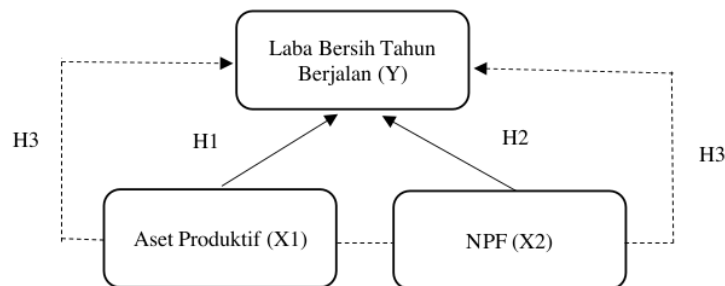 Laba Bersih Tahun
Berjalan (Y)
H3
H1
H2
H3
Aset Produktif (X1)
NPF (X2)